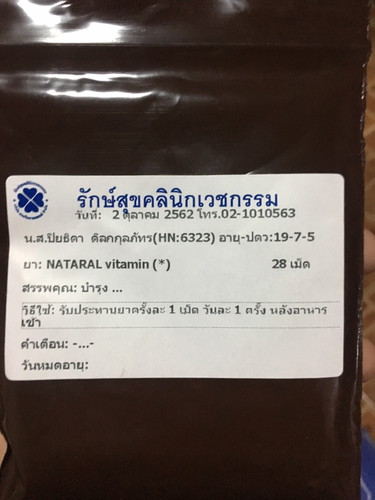 รักษ์สุขคลินิกเวชกรรม
วันที่: 2 ตุลาคม 2562 โทร.02-1010563
น.ส.ปิยธิดา ดิลกกุลภัทร(HN:6323) อายุ-ปดว:19-7-5
ยา: NATARAL vitamin (*) 28 เม็ด
สรรพคุณ: บำรุง ...
วิธีใช้: รับประทานยาครั้งละ 1 เม็ด วันละ 1 ครั้ง หลังอาหาร
เช้า
คำเตือน: -...-
วันหมดอายุ: